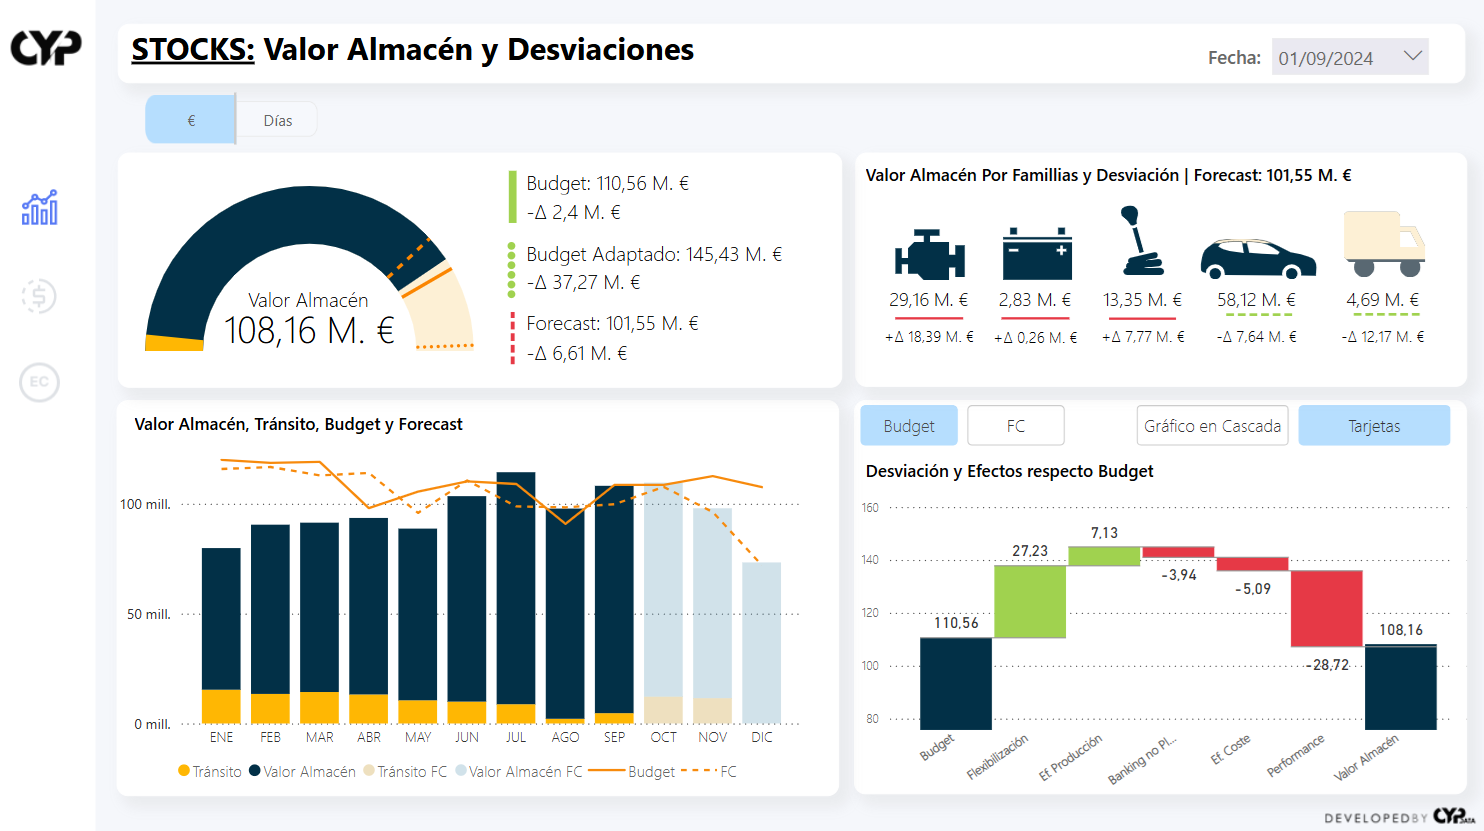 CYP
STOCKS: Valor Almacén y Desviaciones
Fecha: 01/09/2024
€ Días
EC
Valor Almacén
108,16 M. €
Budget: 110,56 M. €
-Δ 2,4 M. €
Budget Adaptado: 145,43 M. €
-Δ 37,27 M. €
Forecast: 101,55 M. €
-Δ 6,61 M. €
Valor Almacén Por Famillias y Desviación | Forecast: 101,55 M. €
29,16 M. € 2,83 M. € 13,35 M. € 58,12 M. € 4,69 M. €
+Δ 18,39 M. € +Δ 0,26 M. € +Δ 7,77 M. € -Δ 7,64 M. € -Δ 12,17 M. €
Valor Almacén, Tránsito, Budget y Forecast
100 mill.
50 mill.
0 mill.
ENE FEB MAR ABR MAY JUN JUL AGO SEP OCT NOV DIC
Tránsito Valor Almacén Tránsito FC Valor Almacén FC Budget FC
Budget FC Gráfico en Cascada Tarjetas
Desviación y Efectos respecto Budget
160
140
120
100
80
110,56
27,23
7,13
-3,94
-5,09
-28,72
108,16
Budget
Flexibilización
Ef. Producción
Banking no Pl...
Ef. Coste
Performance
Valor Almacén
DEVELOPED BY CYP DATA